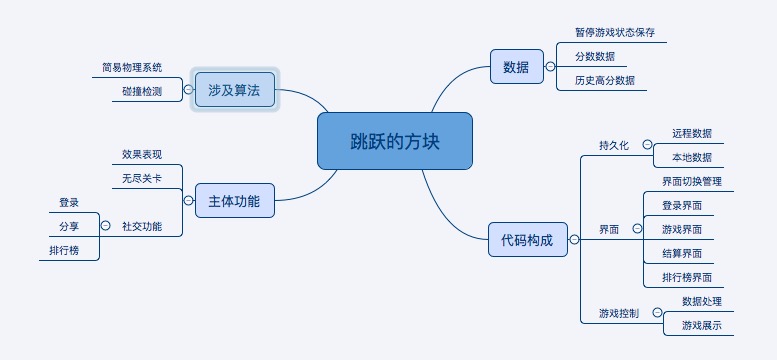 跳跃的方块
涉及算法
简易物理系统
碰撞检测
主体功能
效果表现
无尽关卡
社交功能
登录
分享
排行榜
数据
暂停游戏状态保存
分数数据
历史高分数据
代码构成
持久化
远程数据
本地数据
界面
界面切换管理
登录界面
游戏界面
结算界面
排行榜界面
游戏控制
数据处理
游戏展示